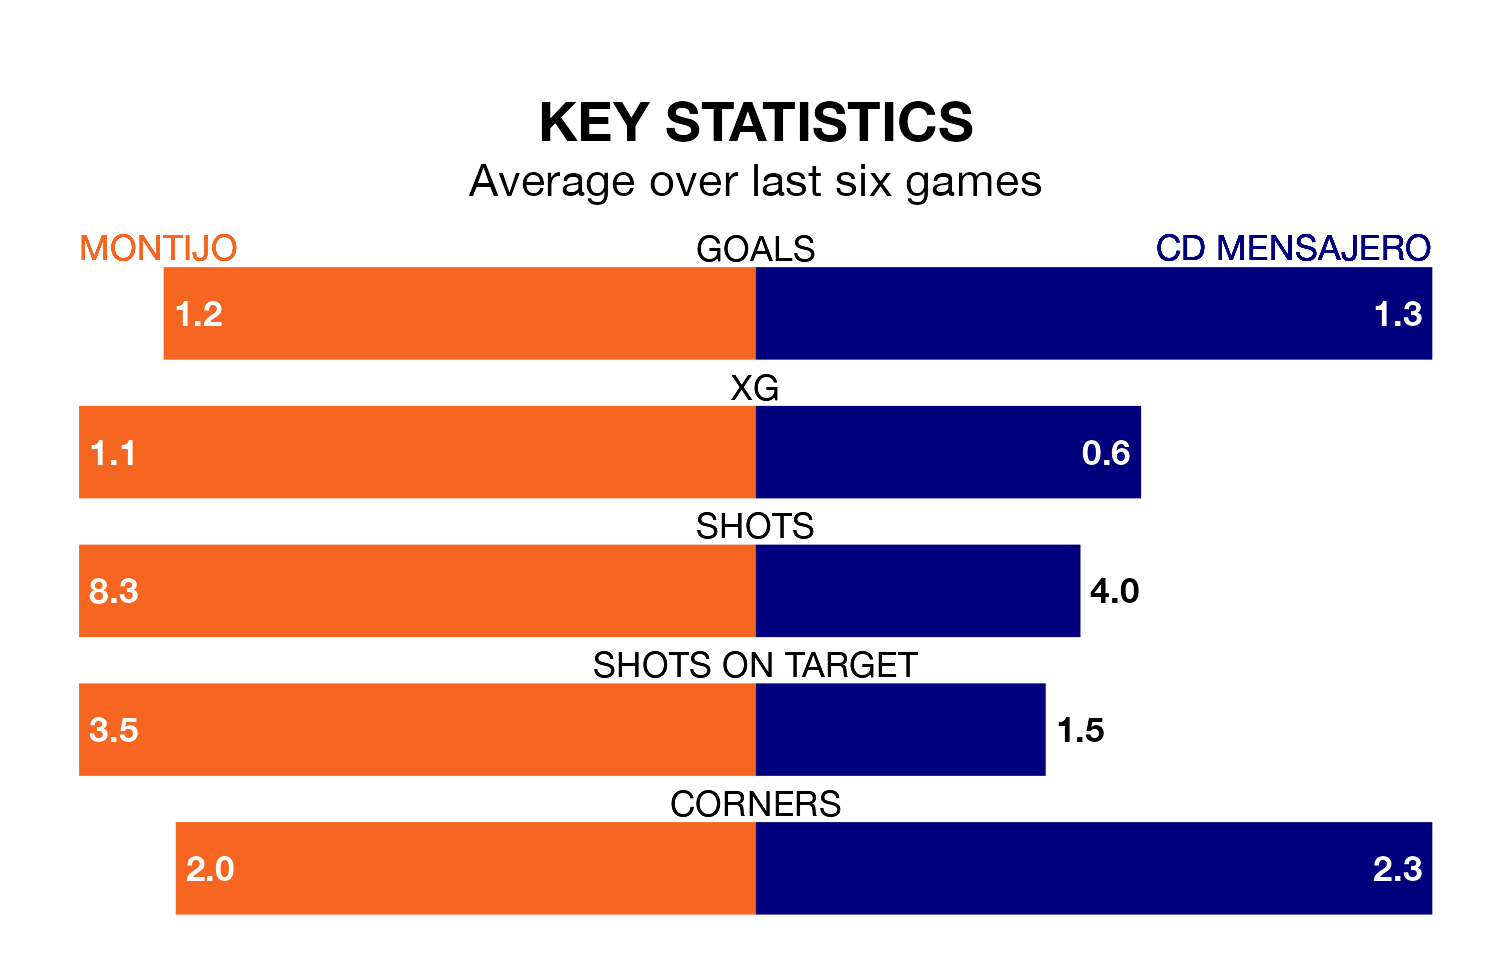 KEY STATISTICS
Average over last six games
MONTIJO GOALS CD MENSAJERO
1.2 1.3
XG
1.1 0.6
SHOTS
8.3 4.0
SHOTS ON TARGET
3.5 1.5
CORNERS
2.0 2.3